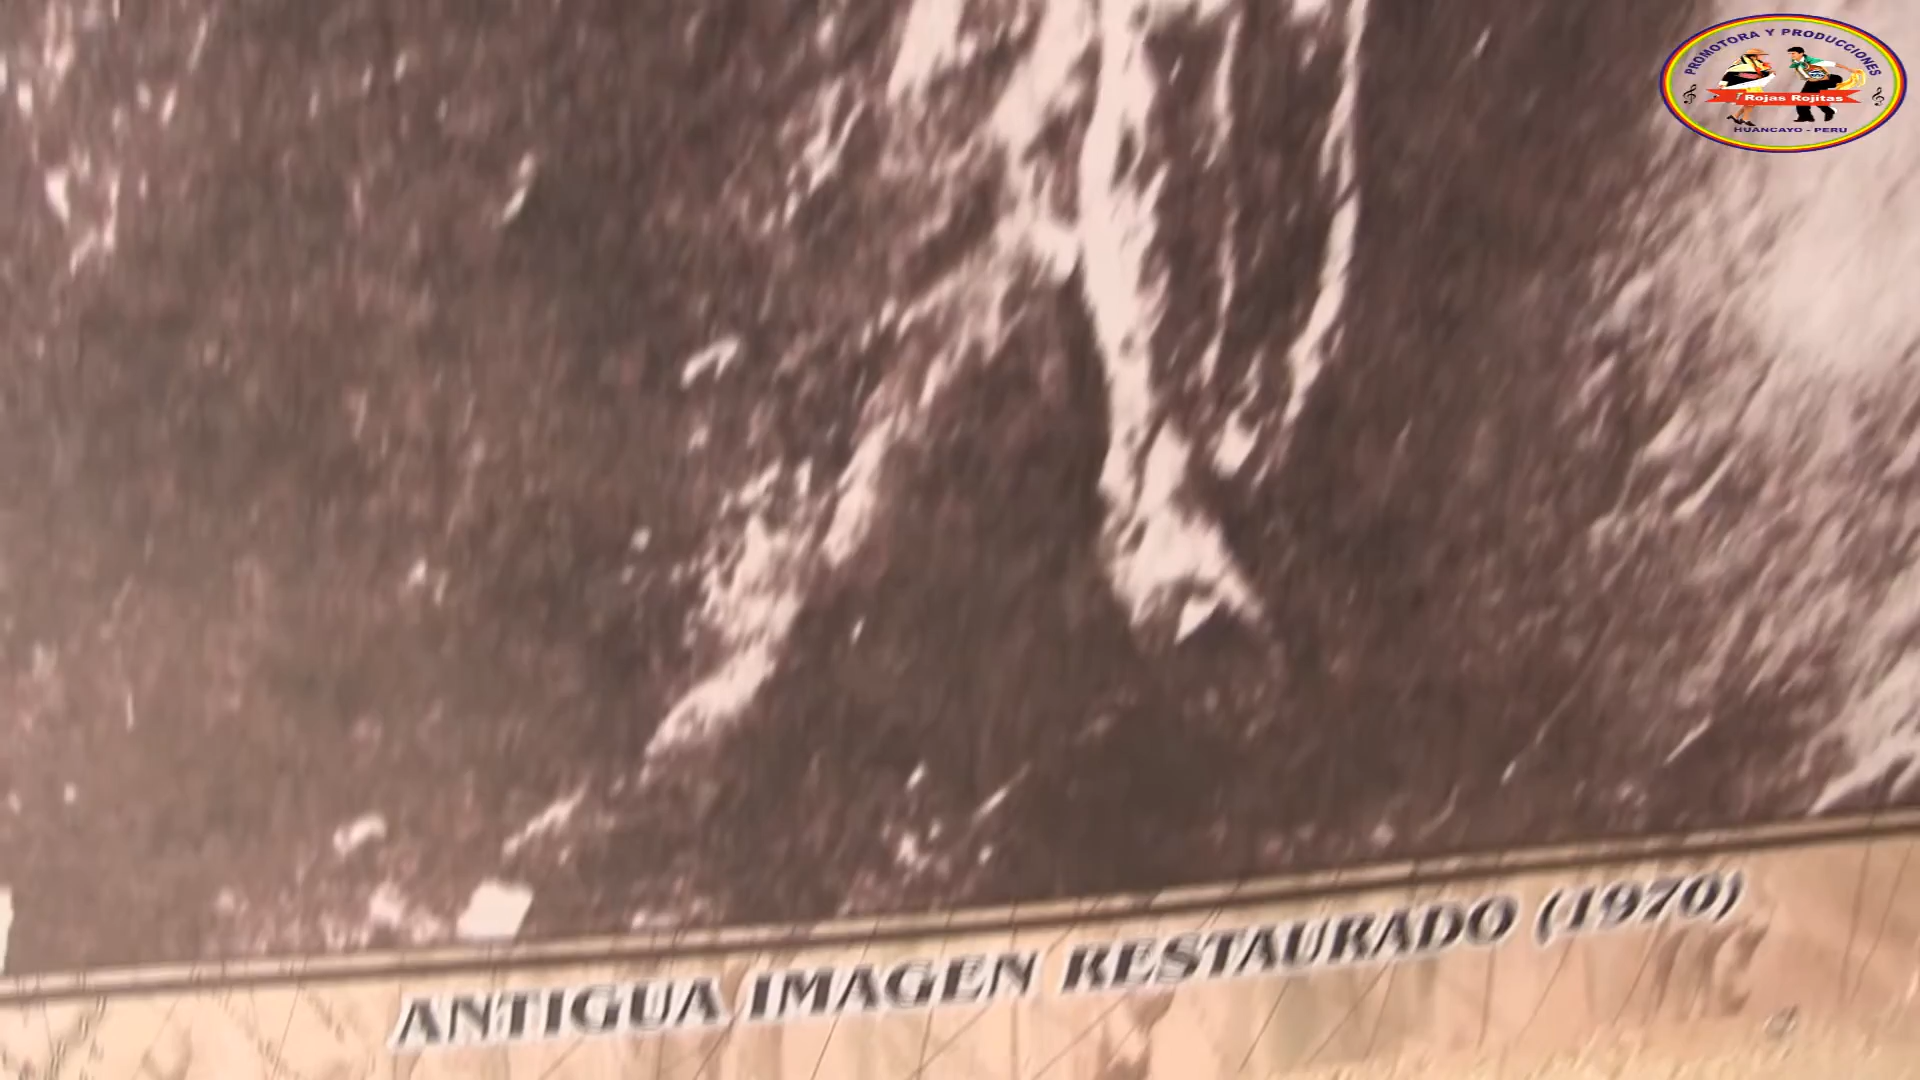 PROMOTORA Y PRODUCCIONES
Rojas Rojitas
HUANCAYO - PERU
ANTIGUA IMAGEN RESTAURADO (1970)